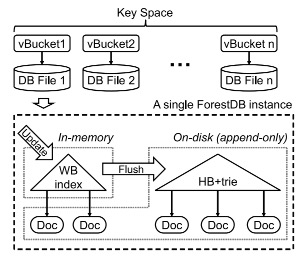 Key Space
vBucket1
vBucket2
vBucket n
DB File 1
DB File 2
DB File n
A single ForestDB instance
In-memory
On-disk (append-only)
Update
WB
index
Flush
HB+trie
Doc
Doc
Doc
Doc
Doc